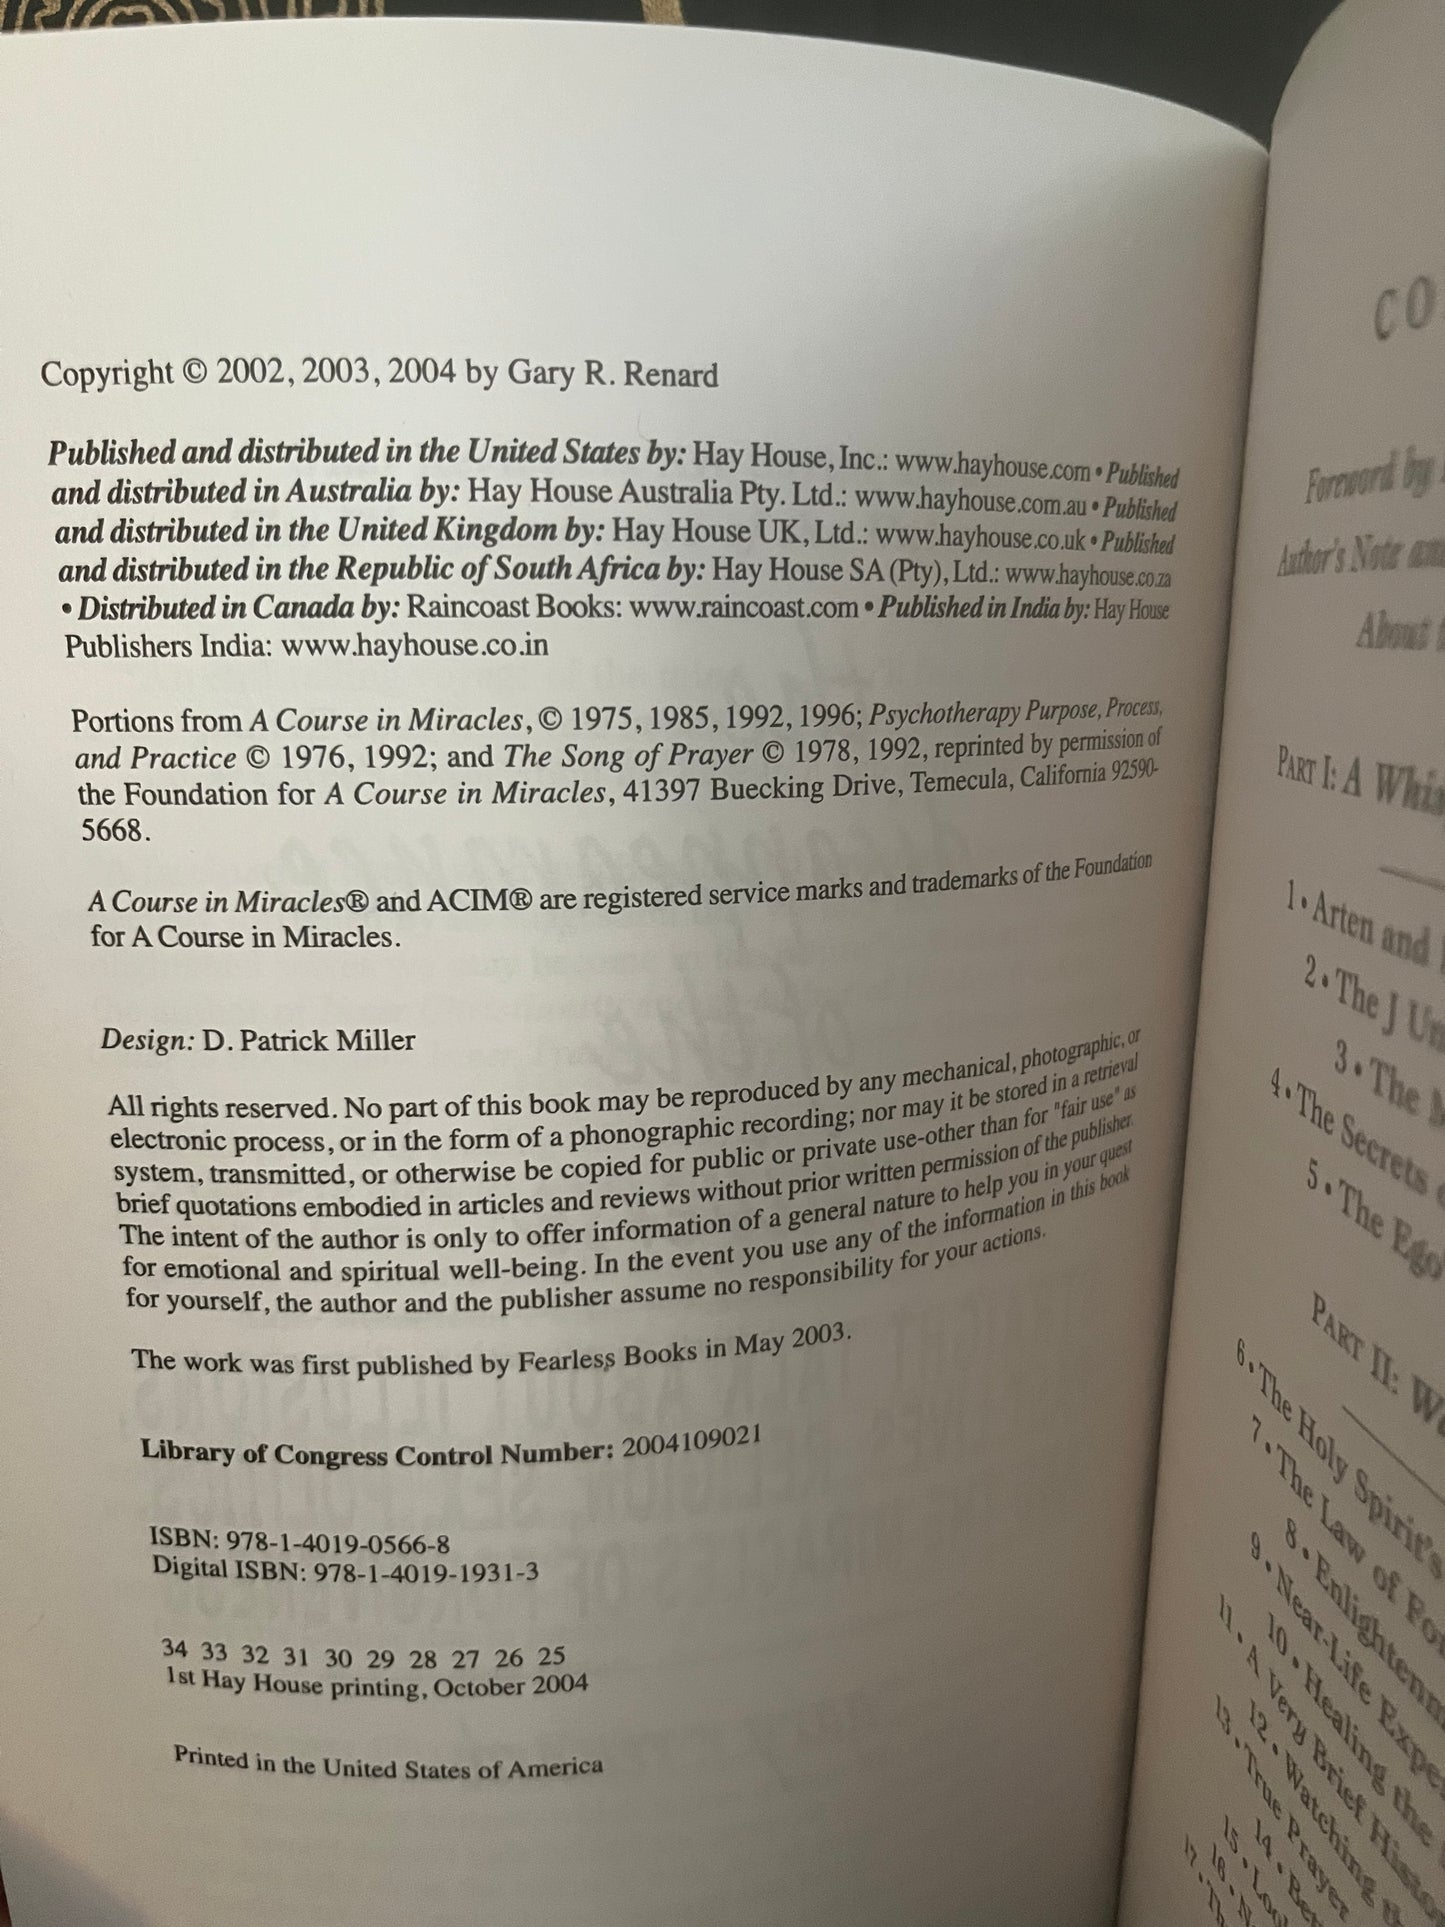 Copyright © 2002, 2003, 2004 by Gary R. Renard
Published and distributed in the United States by: Hay House, Inc.: www.hayhouse.com • Published
and distributed in Australia by: Hay House Australia Pty. Ltd.: www.hayhouse.com.au • Published
and distributed in the United Kingdom by: Hay House UK, Ltd.: www.hayhouse.co.uk • Published
and distributed in the Republic of South Africa by: Hay House SA (Pty), Ltd.: www.hayhouse.co.za
• Distributed in Canada by: Raincoast Books: www.raincoast.com • Published in India by: Hay House
Publishers India: www.hayhouse.co.in
Portions from A Course in Miracles, © 1975, 1985, 1992, 1996; Psychotherapy Purpose, Process,
and Practice © 1976, 1992; and The Song of Prayer © 1978, 1992, reprinted by permission of
the Foundation for A Course in Miracles, 41397 Buecking Drive, Temecula, California 92590-
5668.
A Course in Miracles® and ACIM® are registered service marks and trademarks of the Foundation
for A Course in Miracles.
Design: D. Patrick Miller
All rights reserved. No part of this book may be reproduced by any mechanical, photographic, or
electronic process, or in the form of a phonographic recording; nor may it be stored in a retrieval
system, transmitted, or otherwise be copied for public or private use-other than for "fair use" as
brief quotations embodied in articles and reviews without prior written permission of the publisher.
The intent of the author is only to offer information of a general nature to help you in your quest
for emotional and spiritual well-being. In the event you use any of the information in this book
for yourself, the author and the publisher assume no responsibility for your actions.
The work was first published by Fearless Books in May 2003.
Library of Congress Control Number: 2004109021
ISBN: 978-1-4019-0566-8
Digital ISBN: 978-1-4019-1931-3
34 33 32 31 30 29 28 27 26 25
1st Hay House printing, October 2004
Printed in the United States of America
CO
Foreword by
Author's Note
About
PART I: A
1 • Arten and
2 • The J
3 • The
4 • The Secrets
5 • The Ego
PART II:
6 • The Holy Spirit's
7 • The Law of
8 •
9 • Near-Life
10 • Healing the
11 • A Very Brief
12 • Watching
13 • True Prayer
14 •
15 •
16 •
17 •